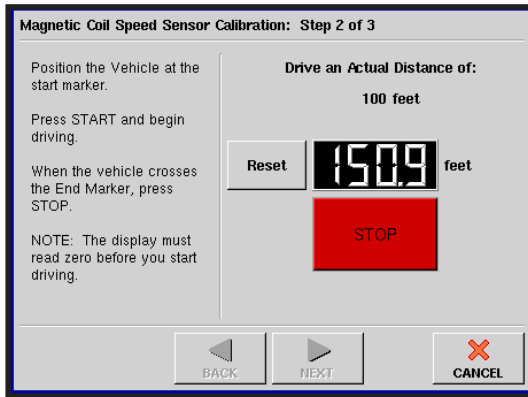 Magnetic Coil Speed Sensor Calibration: Step 2 of 3
Position the Vehicle at the
start marker.
Press START and begin
driving.
When the vehicle crosses
the End Marker, press
STOP.
NOTE: The display must
read zero before you start
driving.
Drive an Actual Distance of:
100 feet
Reset
150.9
feet
STOP
BACK
NEXT
CANCEL